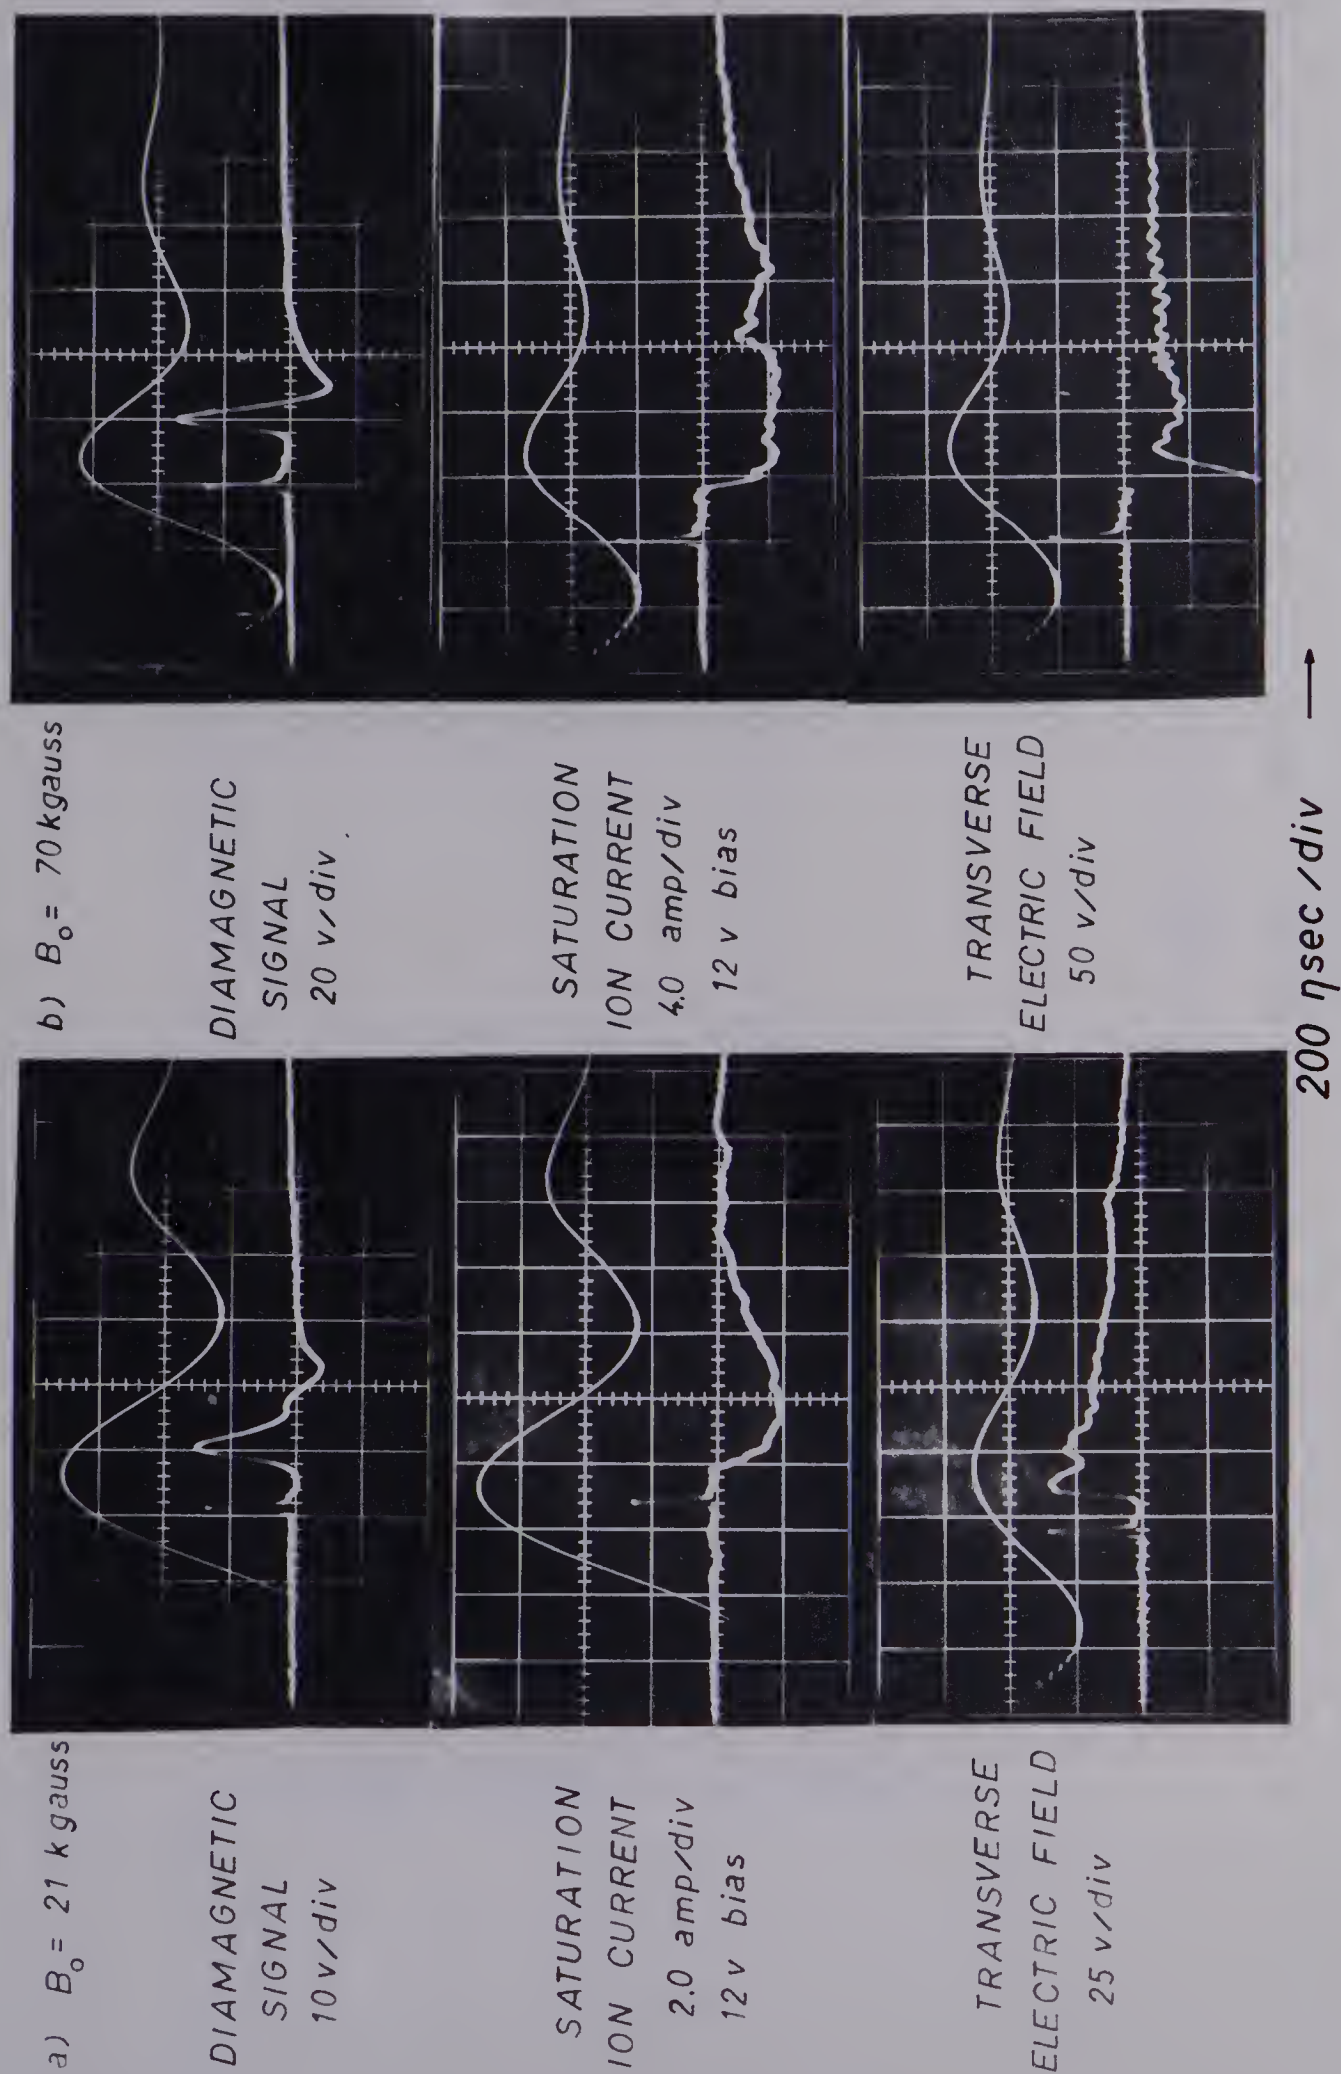 a) B₀ = 21 kgauss
DIAMAGNETIC
SIGNAL
10 v/div
SATURATION
ION CURRENT
2.0 amp/div
12 v bias
TRANSVERSE
ELECTRIC FIELD
25 v/div
b) B₀ = 70 kgauss
DIAMAGNETIC
SIGNAL
20 v/div
SATURATION
ION CURRENT
4.0 amp/div
12 v bias
TRANSVERSE
ELECTRIC FIELD
50 v/div
200 ηsec/div →